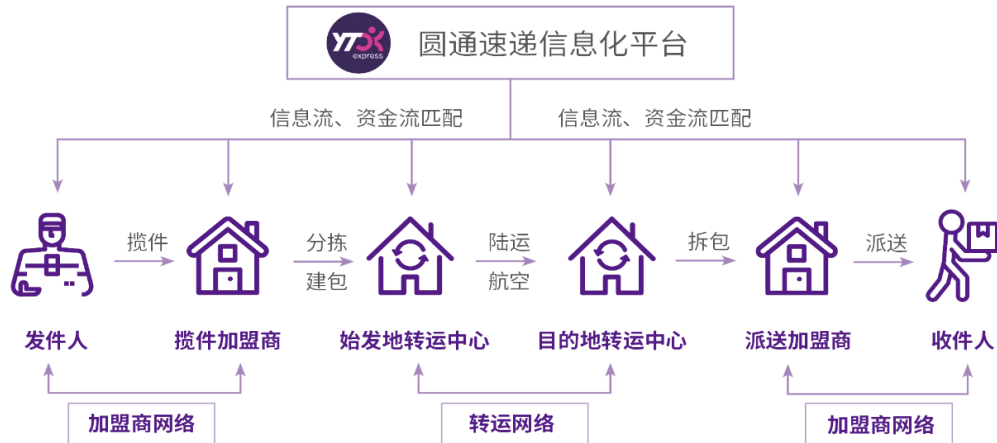 YTO express
圆通速递信息化平台
信息流、资金流匹配
信息流、资金流匹配
揽件
分拣
建包
陆运
航空
拆包
派送
发件人
揽件加盟商
始发地转运中心
目的地转运中心
派送加盟商
收件人
加盟商网络
转运网络
加盟商网络